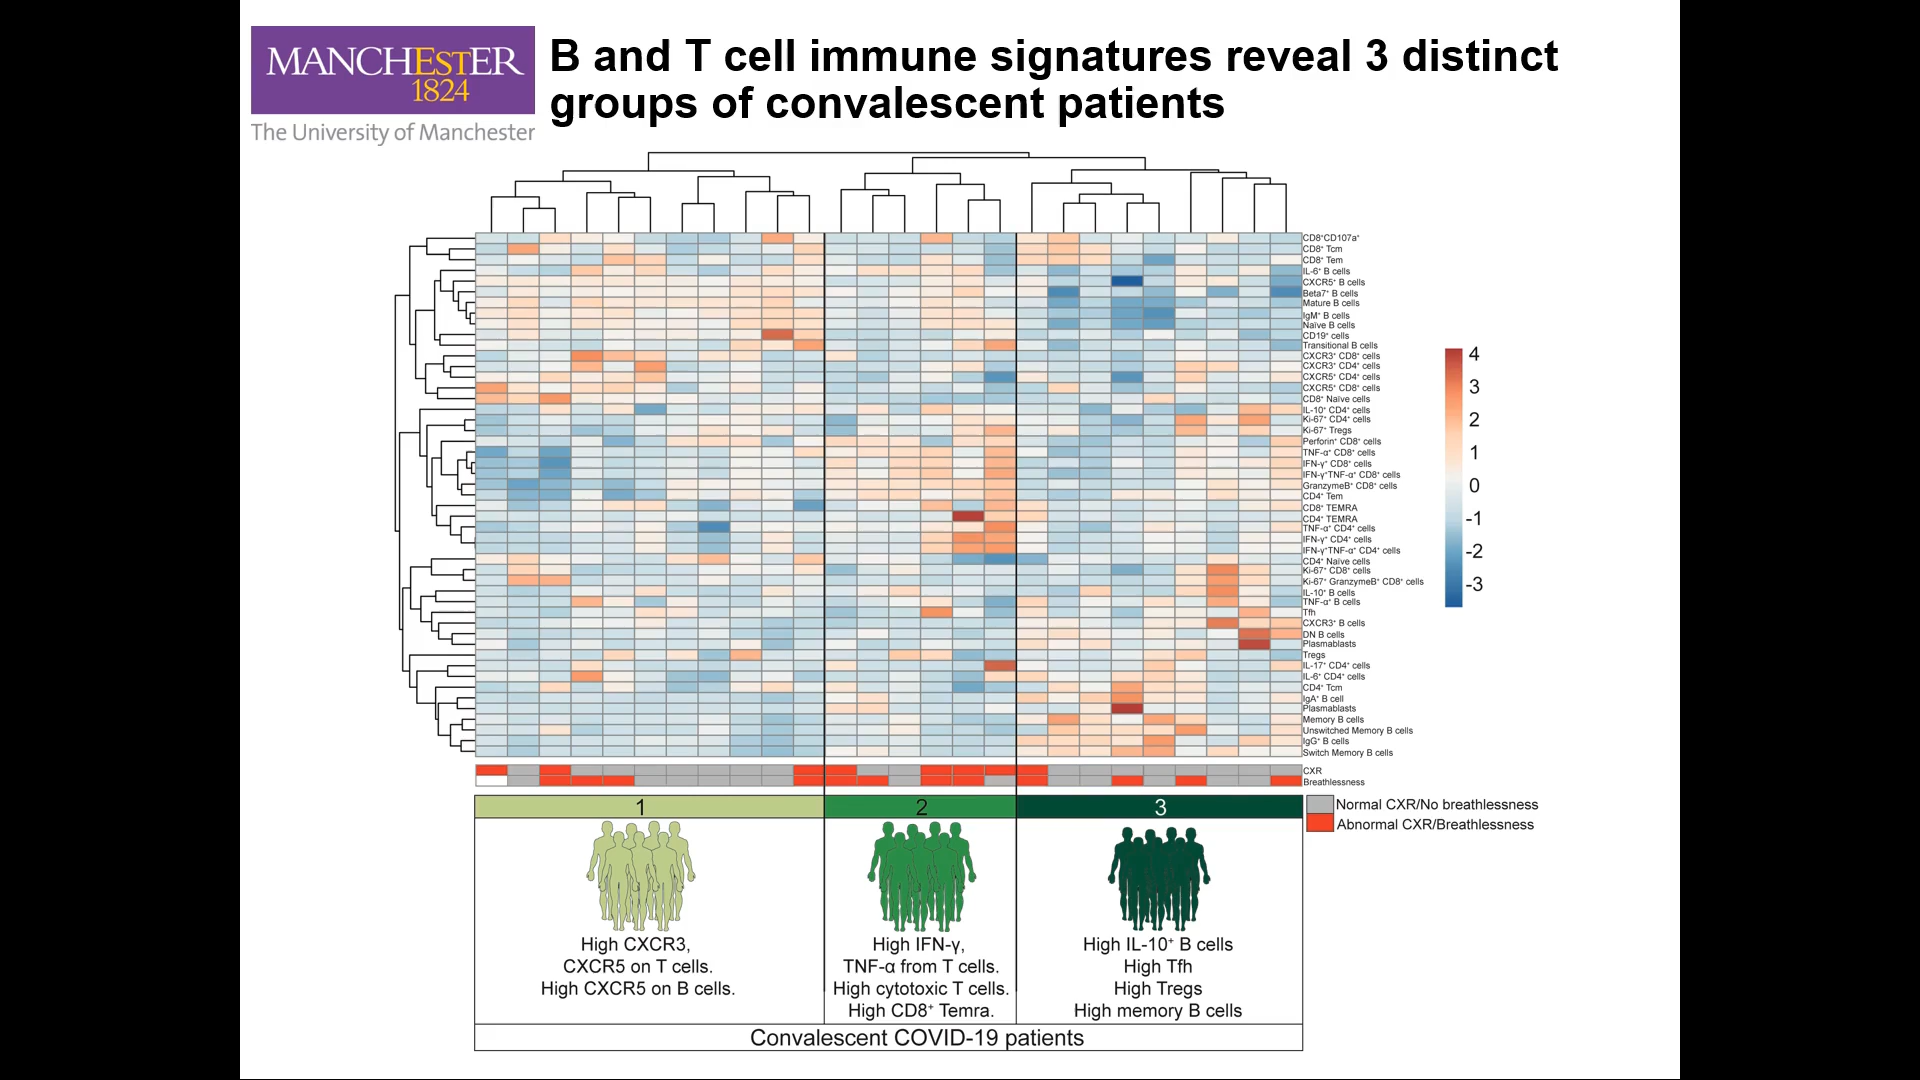 MANCHESTER
1824
The University of Manchester
B and T cell immune signatures reveal 3 distinct
groups of convalescent patients
CD8⁺CD107a⁺
CD8⁺ Tcm
CD8⁺ Tem
IL-6⁺ B cells
CXCR5⁺ B cells
Beta7⁺ B cells
Mature B cells
IgM⁺ B cells
Naïve B cells
CD19⁺ cells
Transitional B cells
CXCR3⁺ CD8⁺ cells
CXCR3⁺ CD4⁺ cells
CXCR5⁺ CD4⁺ cells
CXCR5⁺ CD8⁺ cells
CD8⁺ Naïve cells
IL-10⁺ CD4⁺ cells
Ki-67⁺ CD4⁺ cells
Ki-67⁺ Tregs
Perforin⁺ CD8⁺ cells
TNF-α⁺ CD8⁺ cells
IFN-γ⁺ CD8⁺ cells
IFN-γ⁺TNF-α⁺ CD8⁺ cells
GranzymeB⁺ CD8⁺ cells
CD4⁺ Tem
CD8⁺ TEMRA
CD4⁺ TEMRA
TNF-α⁺ CD4⁺ cells
IFN-γ⁺ CD4⁺ cells
IFN-γ⁺TNF-α⁺ CD4⁺ cells
CD4⁺ Naïve cells
Ki-67⁺ CD8⁺ cells
Ki-67⁺ GranzymeB⁺ CD8⁺ cells
IL-10⁺ B cells
TNF-α⁺ B cells
Tfh
CXCR3⁺ B cells
DN B cells
Plasmablasts
Tregs
IL-17⁺ CD4⁺ cells
IL-6⁺ CD4⁺ cells
CD4⁺ Tcm
IgA⁺ B cell
Plasmablasts
Memory B cells
Unswitched Memory B cells
IgG⁺ B cells
Switch Memory B cells
CXR
Breathlessness
4
3
2
1
0
-1
-2
-3
Normal CXR/No breathlessness
Abnormal CXR/Breathlessness
1
High CXCR3,
CXCR5 on T cells.
High CXCR5 on B cells.
2
High IFN-γ,
TNF-α from T cells.
High cytotoxic T cells.
High CD8⁺ Temra.
3
High IL-10⁺ B cells
High Tfh
High Tregs
High memory B cells
Convalescent COVID-19 patients